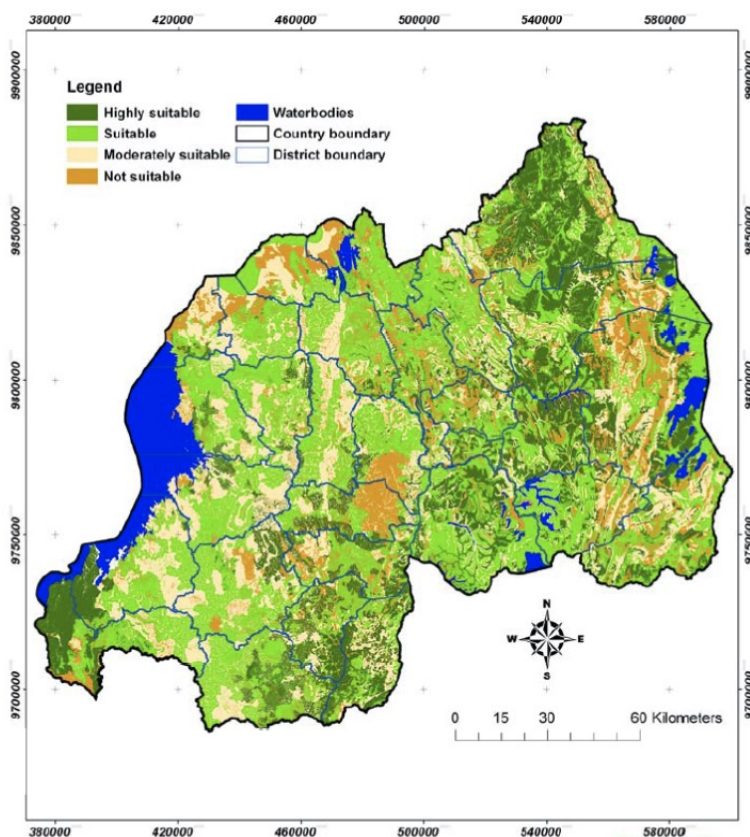 380000 420000 460000 500000 540000 580000
9900000 9900000
Legend
Highly suitable Waterbodies
Suitable Country boundary
Moderately suitable District boundary
Not suitable
9850000 9850000
9800000 9800000
9750000 9750000
N
W E
S
9700000 9700000
0 15 30 60 Kilometers
380000 420000 460000 500000 540000 580000